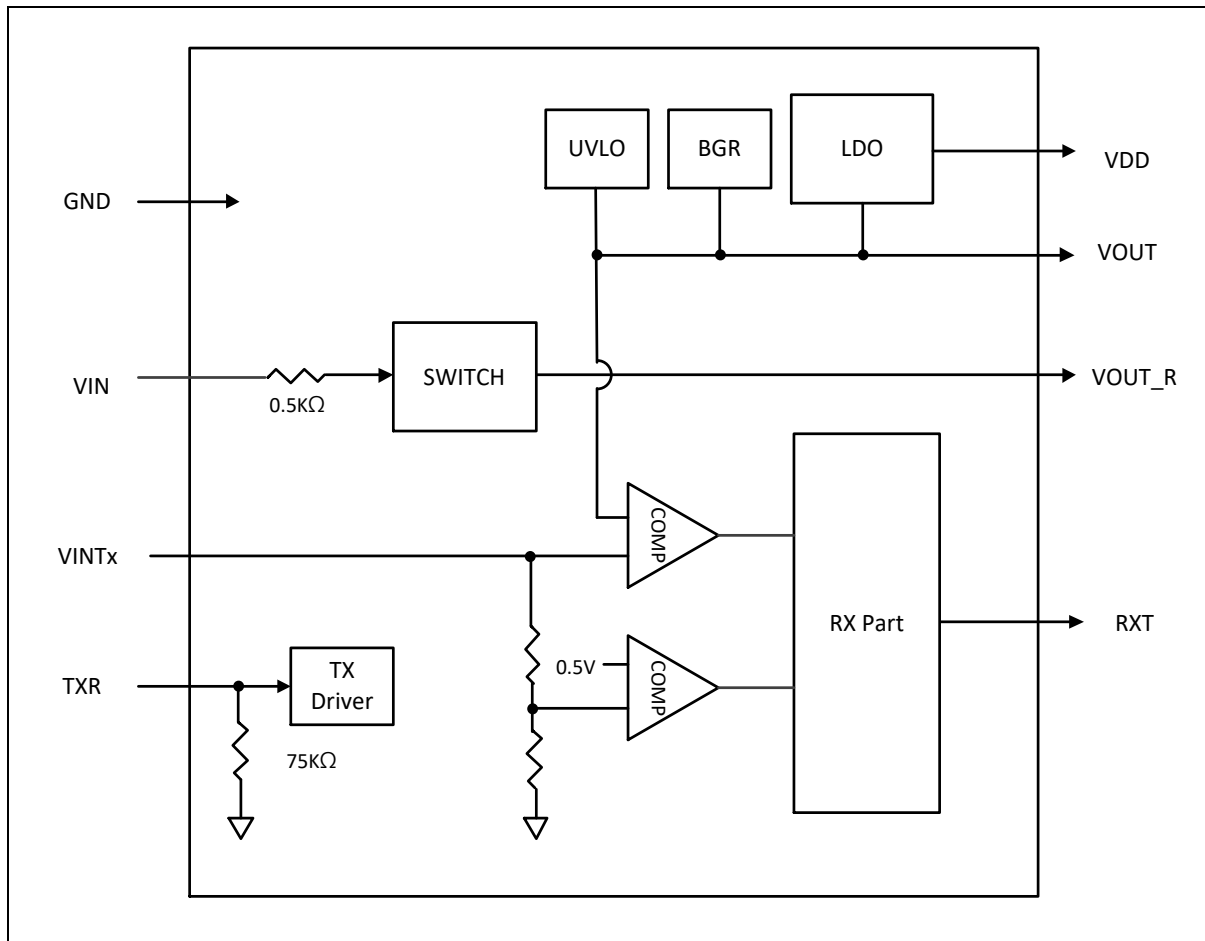 UVLO
BGR
LDO
VDD
GND
VOUT
VIN
0.5KΩ
SWITCH
VOUT_R
VINTx
COMP
RX Part
RXT
TXR
TX
Driver
75KΩ
0.5V
COMP